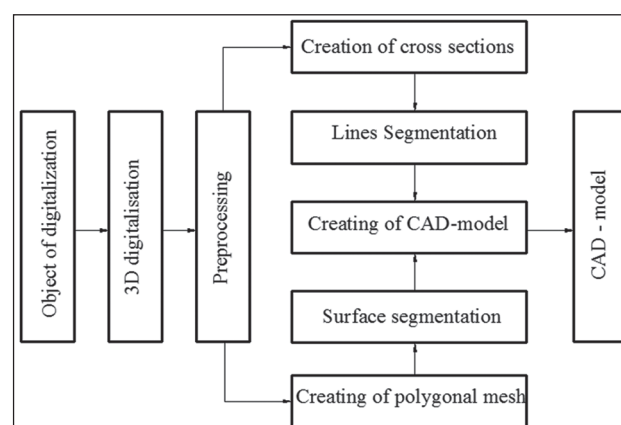 Object of digitalization
3D digitalisation
Preprocessing
Creation of cross sections
Lines Segmentation
Creating of CAD-model
Surface segmentation
Creating of polygonal mesh
CAD - model